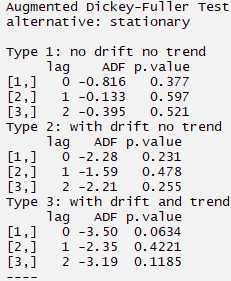 Augmented Dickey-Fuller Test
alternative: stationary
Type 1: no drift no trend
lag ADF p.value
[1,] 0 -0.816 0.377
[2,] 1 -0.133 0.597
[3,] 2 -0.395 0.521
Type 2: with drift no trend
lag ADF p.value
[1,] 0 -2.28 0.231
[2,] 1 -1.59 0.478
[3,] 2 -2.21 0.255
Type 3: with drift and trend
lag ADF p.value
[1,] 0 -3.50 0.0634
[2,] 1 -2.35 0.4221
[3,] 2 -3.19 0.1185
----